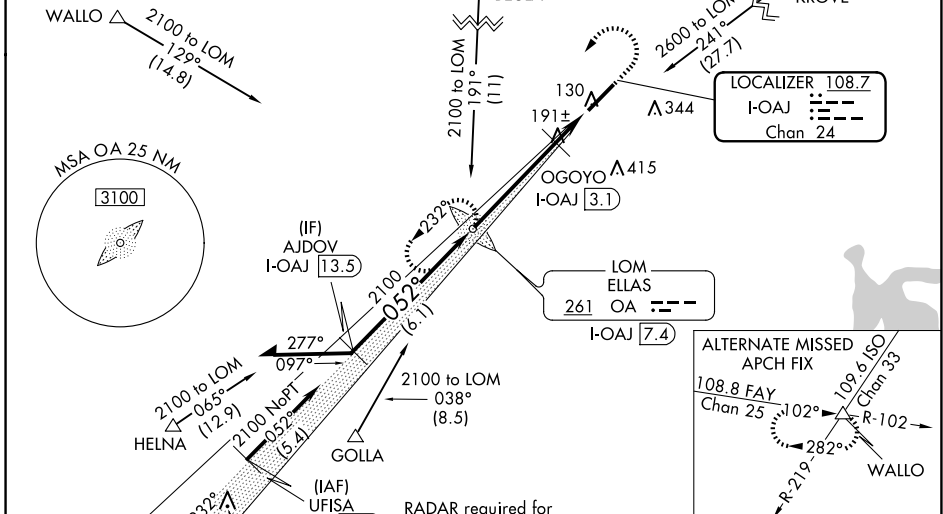 WALLO
2100 to LOM
129°
(14.8)
2100 to LOM
191°
(11)
2600 to LOM
241°
(27.7)
LOCALIZER 108.7
I-OAJ
Chan 24
130
344
191±
MSA OA 25 NM
3100
OGOYO
415
I-OAJ 3.1
232°
(IF)
AJDOV
I-OAJ 13.5
2100
052°
(6.1)
LOM
ELLAS
261 OA
I-OAJ 7.4
277°
097°
2100 to LOM
065°
(12.9)
HELNA
2100 NoPT
052°
(5.4)
2100 to LOM
038°
(8.5)
GOLLA
(IAF)
UFISA
RADAR required for
ALTERNATE MISSED
APCH FIX
108.8 FAY
Chan 25
109.6 ISO
Chan 33
102°
R-102
282°
WALLO
R-219